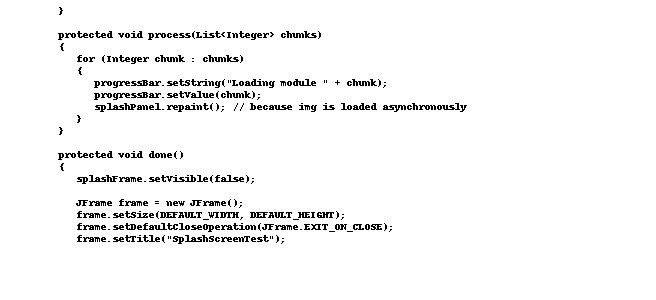 }
protected void process(List<Integer> chunks)
{
for (Integer chunk : chunks)
{
progressBar.setString("Loading module " + chunk);
progressBar.setValue(chunk);
splashPanel.repaint(); // because img is loaded asynchronously
}
}
protected void done()
{
splashFrame.setVisible(false);
JFrame frame = new JFrame();
frame.setSize(DEFAULT_WIDTH, DEFAULT_HEIGHT);
frame.setDefaultCloseOperation(JFrame.EXIT_ON_CLOSE);
frame.setTitle("SplashScreenTest");